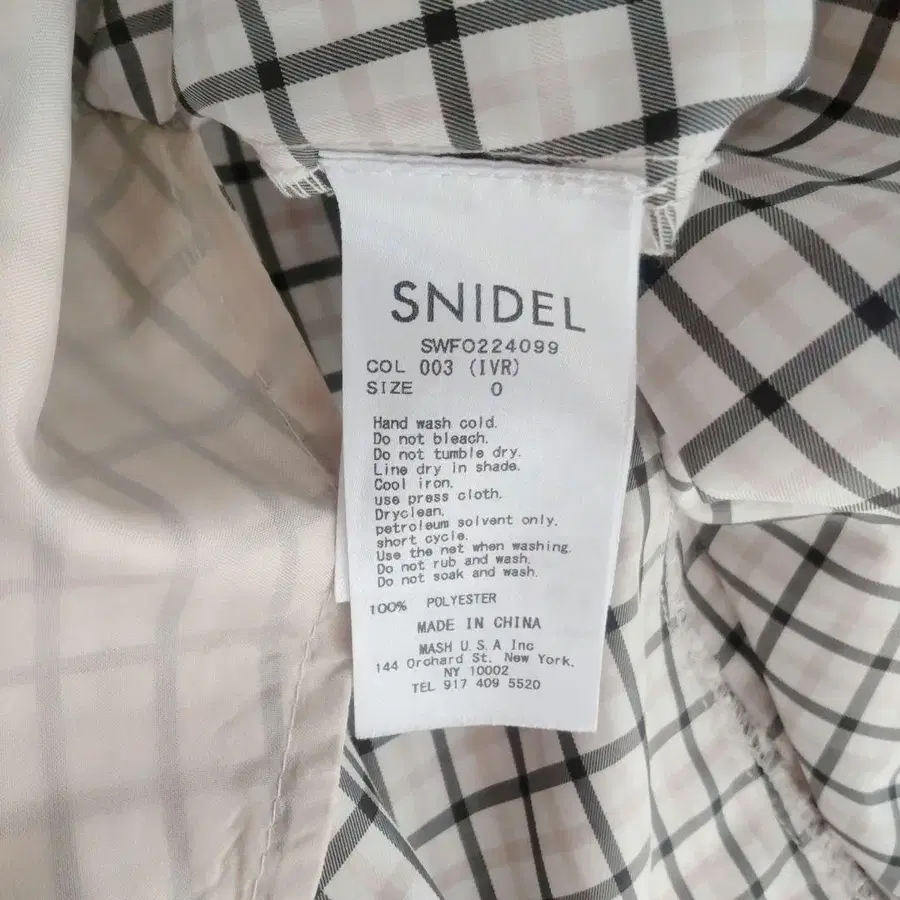 SNIDEL
SWFO224099
COL 003 (IVR)
SIZE 0
Hand wash cold.
Do not bleach.
Do not tumble dry.
Line dry in shade.
Cool iron.
use press cloth.
Dryclean.
petroleum solvent only.
short cycle.
Use the net when washing.
Do not rub and wash.
Do not soak and wash.
100% POLYESTER
MADE IN CHINA
MASH U.S.A Inc
144 Orchard St. New York.
NY 10002
TEL 917 409 5520